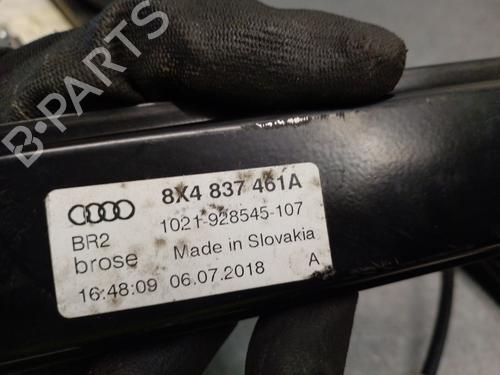 B-PARTS
8X4 837 461A
1021-928545-107
BR2
Made in Slovakia
brose
16:48:09 06.07.2018 A